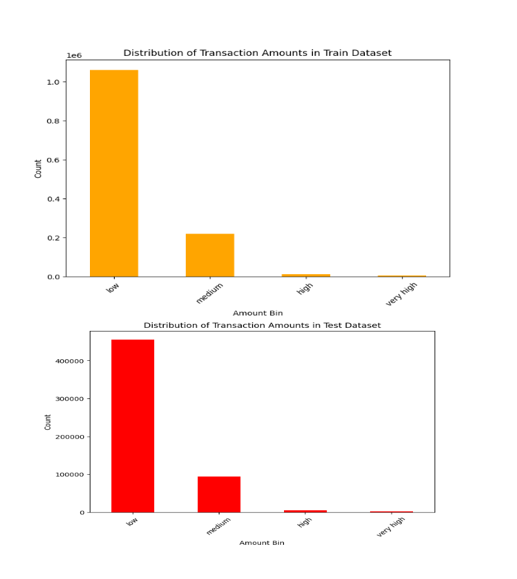 Distribution of Transaction Amounts in Train Dataset
1e6
1.0
0.8
0.6
0.4
0.2
0.0
Count
low
medium
high
very high
Amount Bin
Distribution of Transaction Amounts in Test Dataset
400000
300000
200000
100000
0
Count
low
medium
high
very high
Amount Bin